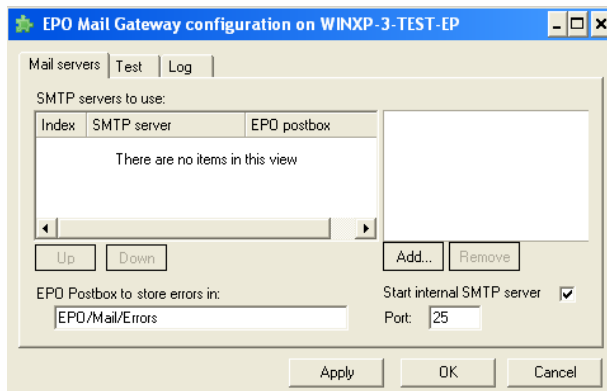 EPO Mail Gateway configuration on WINXP-3-TEST-EP
Mail servers Test Log
SMTP servers to use:
Index SMTP server EPO postbox
There are no items in this view
Up Down Add... Remove
EPO Postbox to store errors in: Start internal SMTP server
EPO/Mail/Errors Port: 25
Apply OK Cancel